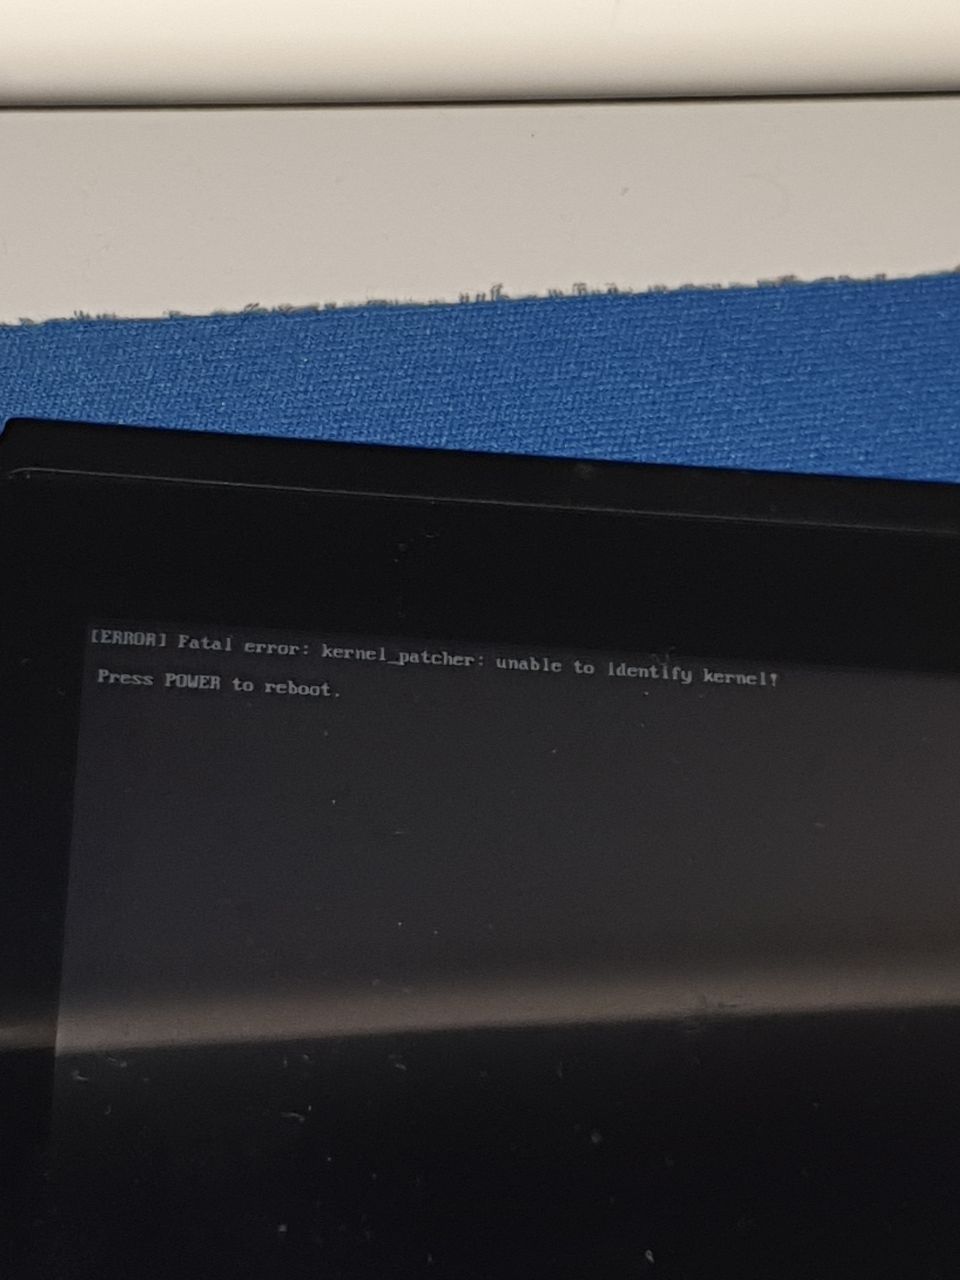 [ERROR] Fatal error: kernel_patcher: unable to identify kernel!
Press POWER to reboot.